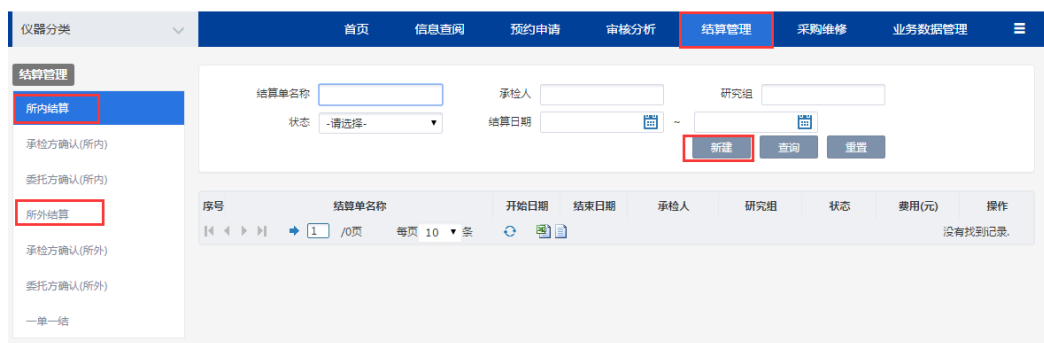 仪器分类 首页 信息查阅 预约申请 审核分析 结算管理 采购维修 业务数据管理
结算管理
所内结算
承检方确认(所内)
委托方确认(所内)
所外结算
承检方确认(所外)
委托方确认(所外)
一单一结
结算单名称 承检人 研究组
状态 -请选择- 结算日期 ~
新建 查询 重置
序号 结算单名称 开始日期 结束日期 承检人 研究组 状态 费用(元) 操作
1 /0页 每页 10 条 没有找到记录.